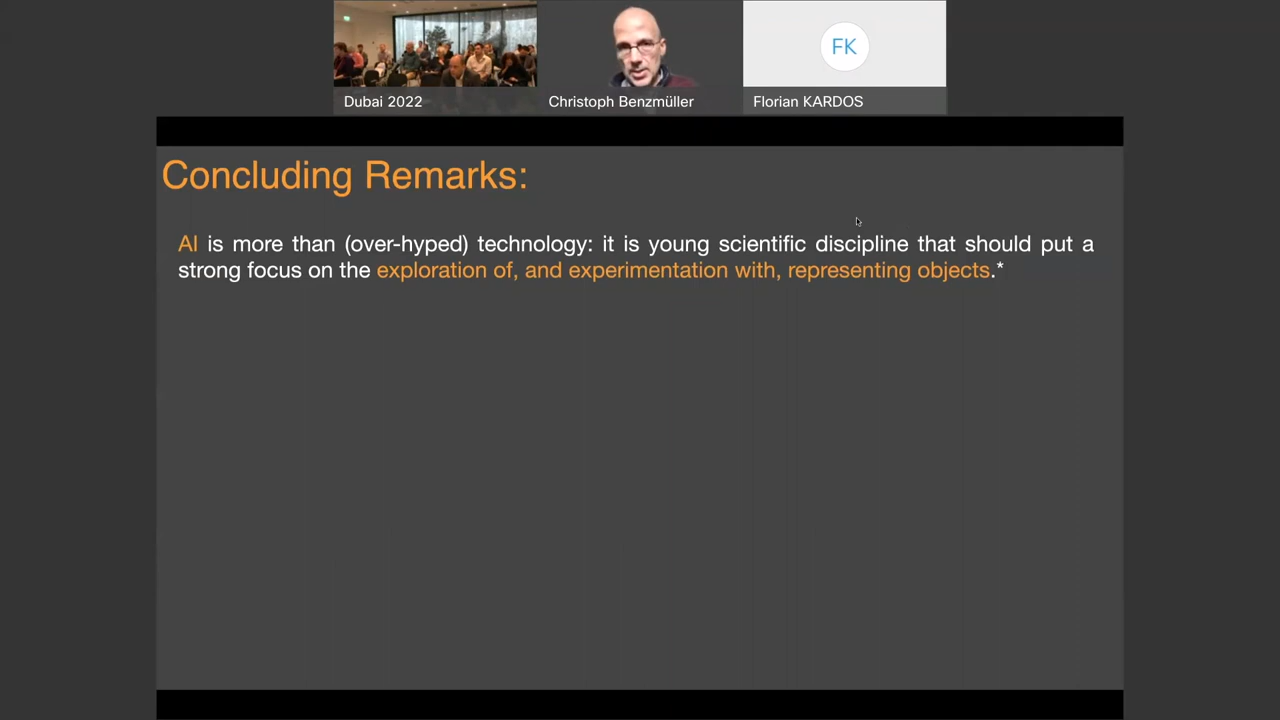 FK
Dubai 2022
Christoph Benzmüller
Florian KARDOS
Concluding Remarks:
AI is more than (over-hyped) technology: it is young scientific discipline that should put a
strong focus on the exploration of, and experimentation with, representing objects.*